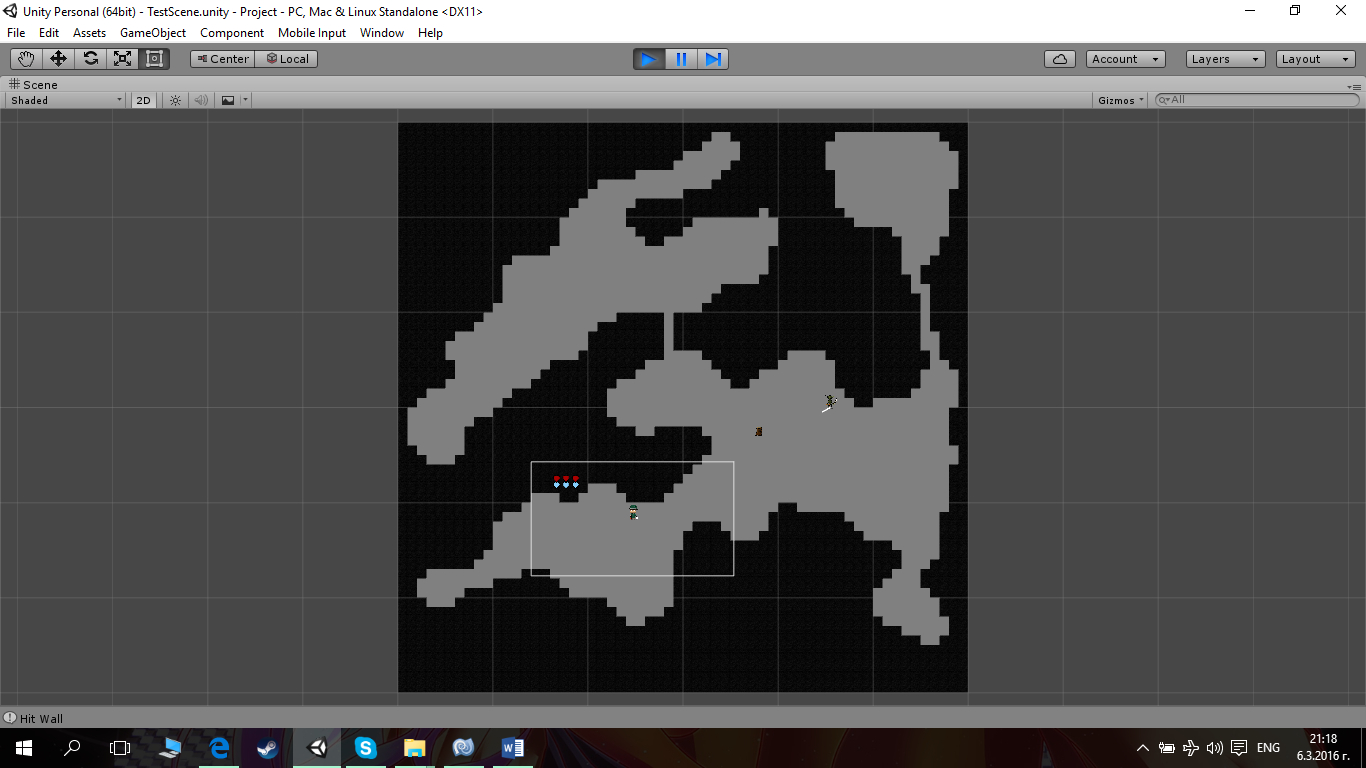 Unity Personal (64bit) - TestScene.unity - Project - PC, Mac & Linux Standalone <DX11>
File Edit Assets GameObject Component Mobile Input Window Help
Center Local Account Layers Layout
Scene
Shaded 2D Gizmos All
Hit Wall
ENG
21:18
6.3.2016 г.